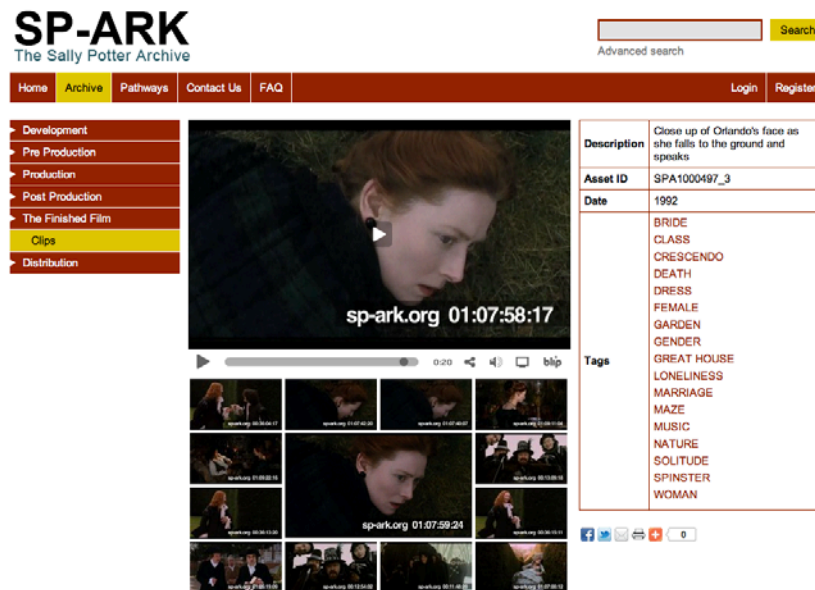 SP-ARK
The Sally Potter Archive
Search
Advanced search
Home Archive Pathways Contact Us FAQ Login Register
Development
Pre Production
Production
Post Production
The Finished Film
Clips
Distribution
sp-ark.org 01:07:58:17
0:20 blip
sp-ark.org 01:07:59:24
Description Close up of Orlando's face as
she falls to the ground and
speaks
Asset ID SPA1000497_3
Date 1992
Tags
BRIDE
CLASS
CRESCENDO
DEATH
DRESS
FEMALE
GARDEN
GENDER
GREAT HOUSE
LONELINESS
MARRIAGE
MAZE
MUSIC
NATURE
SOLITUDE
SPINSTER
WOMAN
0